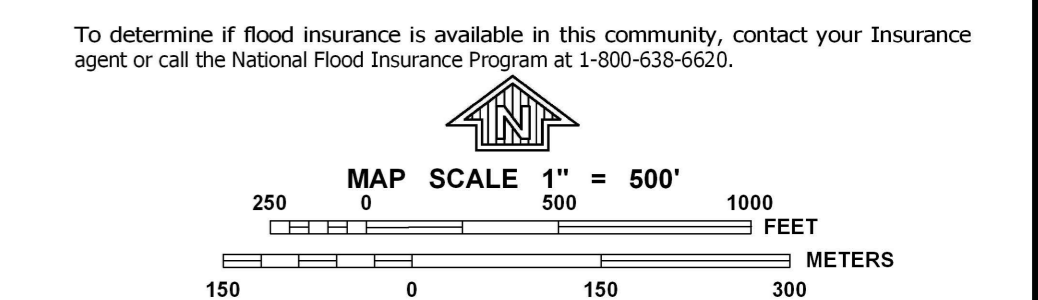 To determine if flood insurance is available in this community, contact your Insurance
agent or call the National Flood Insurance Program at 1-800-638-6620.
N
MAP SCALE 1" = 500'
250 0 500 1000
FEET
METERS
150 0 150 300